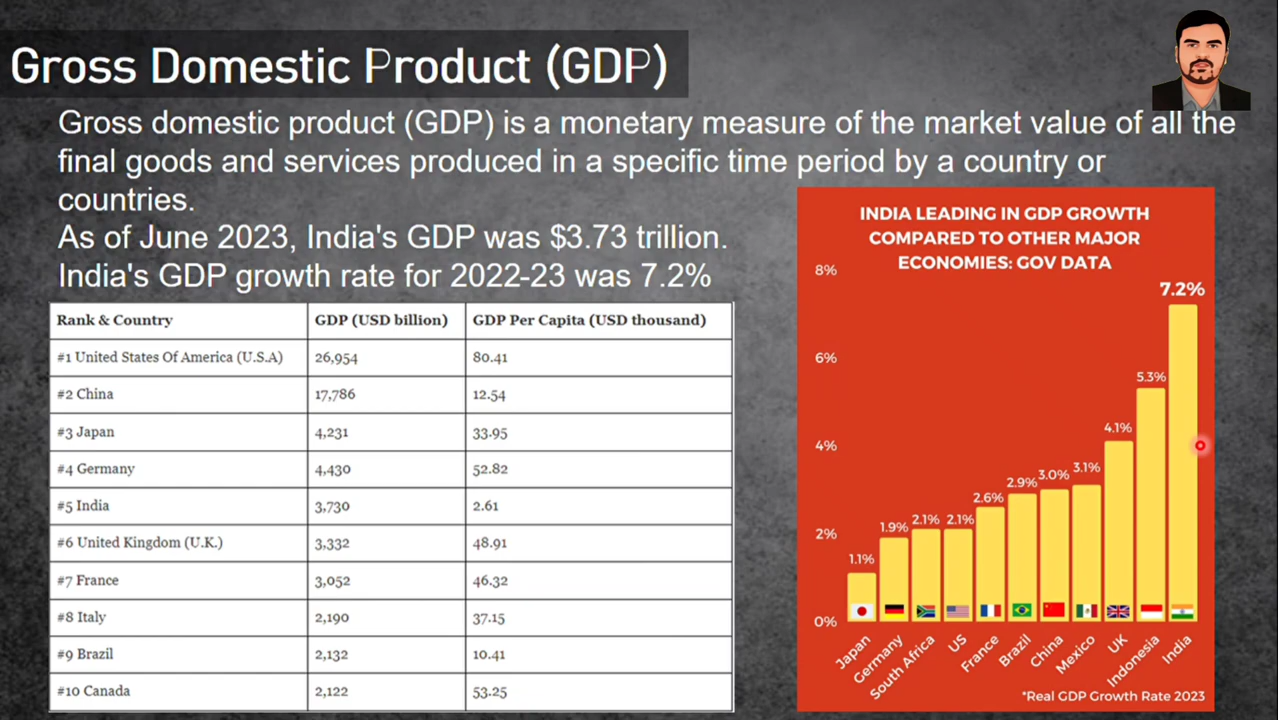 Gross Domestic Product (GDP)
Gross domestic product (GDP) is a monetary measure of the market value of all the
final goods and services produced in a specific time period by a country or
countries.
As of June 2023, India's GDP was $3.73 trillion.
India's GDP growth rate for 2022-23 was 7.2%
Rank & Country GDP (USD billion) GDP Per Capita (USD thousand)
#1 United States Of America (U.S.A) 26,954 80.41
#2 China 17,786 12.54
#3 Japan 4,231 33.95
#4 Germany 4,430 52.82
#5 India 3,730 2.61
#6 United Kingdom (U.K.) 3,332 48.91
#7 France 3,052 46.32
#8 Italy 2,190 37.15
#9 Brazil 2,132 10.41
#10 Canada 2,122 53.25
INDIA LEADING IN GDP GROWTH
COMPARED TO OTHER MAJOR
ECONOMIES: GOV DATA
8%
6%
4%
2%
0%
1.1% 1.9% 2.1% 2.1% 2.6% 2.9% 3.0% 3.1% 4.1% 5.3% 7.2%
Japan Germany South Africa US France Brazil China Mexico UK Indonesia India
*Real GDP Growth Rate 2023